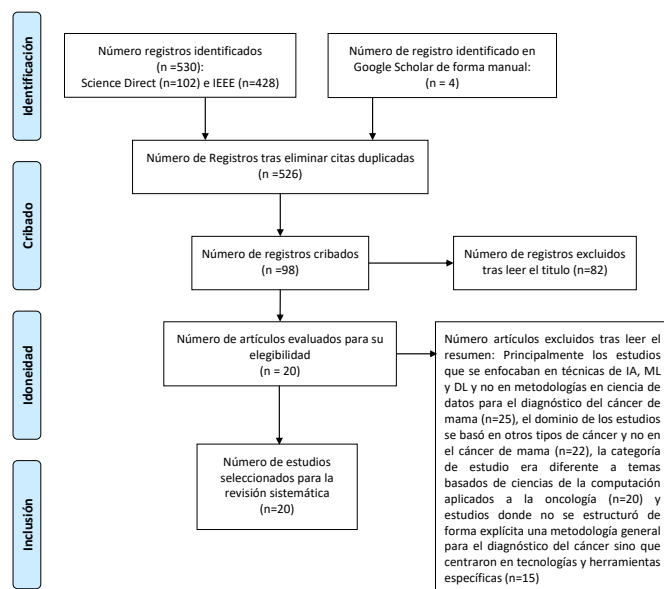 Identificación
Número registros identificados
(n =530):
Science Direct (n=102) e IEEE (n=428)
Número de registro identificado en
Google Scholar de forma manual:
(n = 4)
Número de Registros tras eliminar citas duplicadas
(n =526)
Cribado
Número de registros cribados
(n =98)
Número de registros excluidos
tras leer el titulo (n=82)
Idoneidad
Número de artículos evaluados para su
elegibilidad
(n = 20)
Número artículos excluidos tras leer el
resumen: Principalmente los estudios
que se enfocaban en técnicas de IA, ML
y DL y no en metodologías en ciencia de
datos para el diagnóstico del cáncer de
mama (n=25), el dominio de los estudios
se basó en otros tipos de cáncer y no en
el cáncer de mama (n=22), la categoría
de estudio era diferente a temas
basados de ciencias de la computación
aplicados a la oncología (n=20) y
estudios donde no se estructuró de
forma explícita una metodología general
para el diagnóstico del cáncer sino que
centraron en tecnologías y herramientas
específicas (n=15)
Inclusión
Número de estudios
seleccionados para la
revisión sistemática
(n=20)